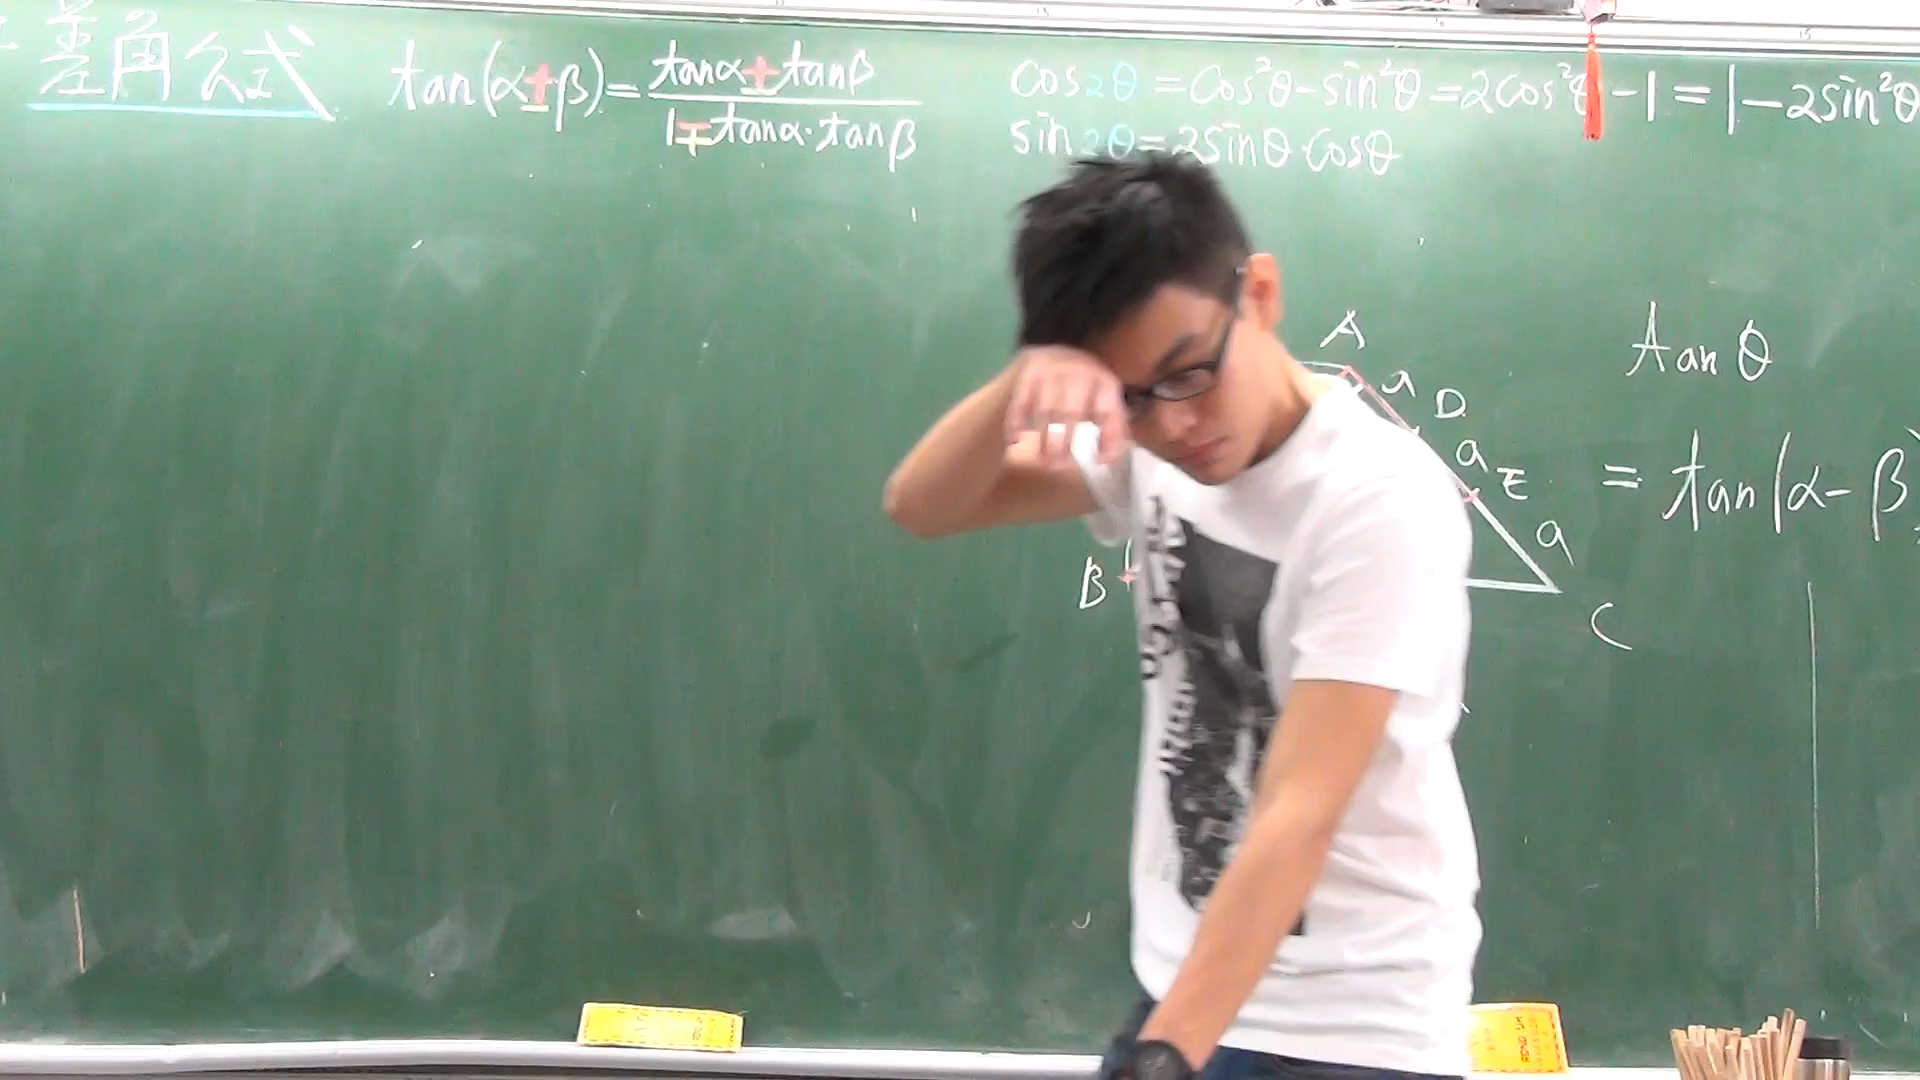 差角公式
tan(α±β)=(tanα±tanβ)/(1∓tanα·tanβ)
cos2θ=cos²θ-sin²θ=2cos²θ-1=1-2sin²θ
sin2θ=2sinθ·cosθ
A
a
D
a
E
a
B
C
tanθ
=tan(α-β)